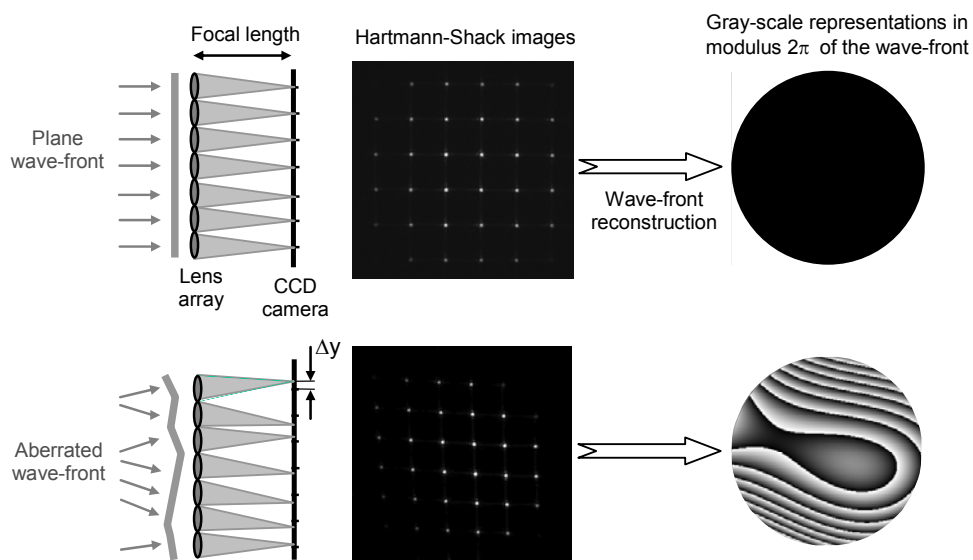 Focal length
Hartmann-Shack images
Gray-scale representations in
modulus 2π of the wave-front
Plane
wave-front
Wave-front
reconstruction
Lens
array
CCD
camera
Δy
Aberrated
wave-front